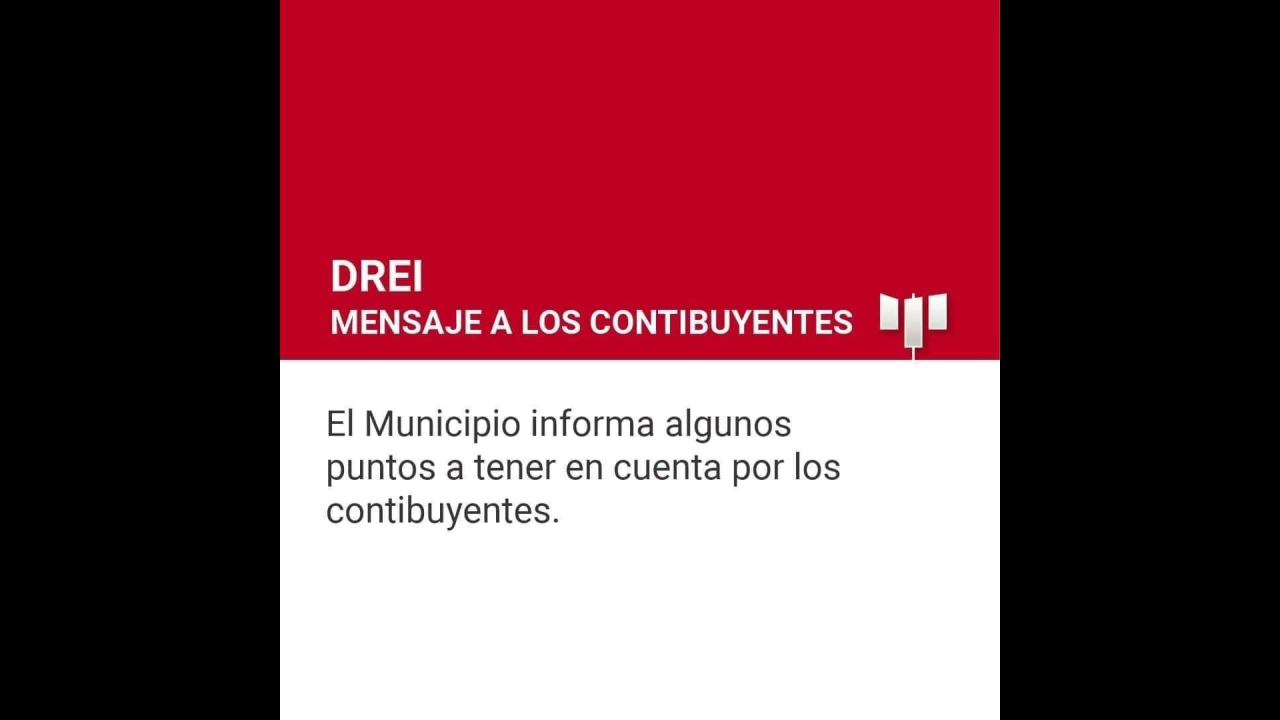 DREI
MENSAJE A LOS CONTIBUYENTES
El Municipio informa algunos
puntos a tener en cuenta por los
contibuyentes.